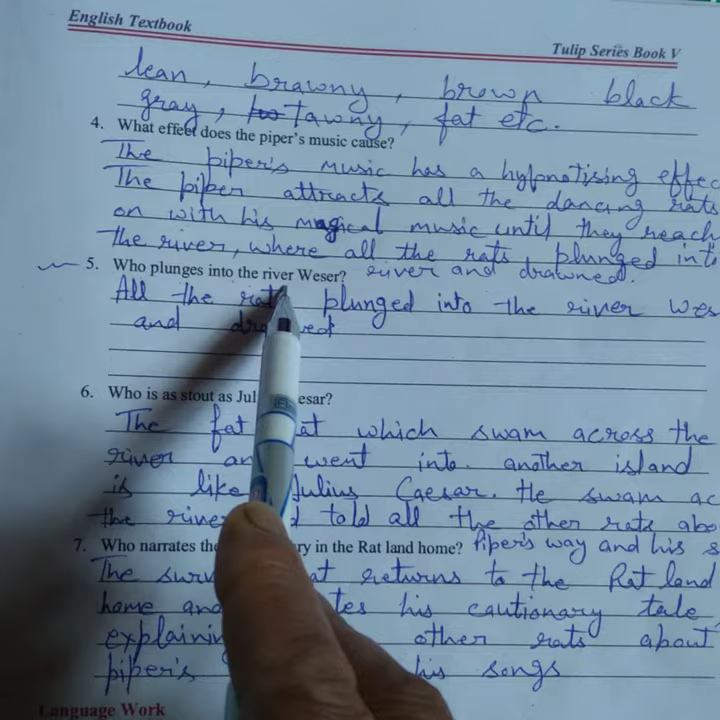 English Textbook
Tulip Series Book V
lean, brawny, brown black
gray, Tawny, fat etc.
4. What effect does the piper's music cause?
The piper's music has a hypnotising effec
The piper attracts all the dancing rats
on with his magical music until they reach
the river, where all the rats plunged int
5. Who plunges into the river Weser? river and drawned.
All the rat plunged into the river Wes
and
6. Who is as stout as Jul esar?
The fat at which swam across the
river an went into another island
is like Julius Caesar. He swam ac
the river d told all the other rats abo
7. Who narrates the ry in the Rat land home? Piper's way and his s
The surv at returns to the Rat land
home and tes his cautionary tale
explainin other rats about
piper's his songs
Language Work